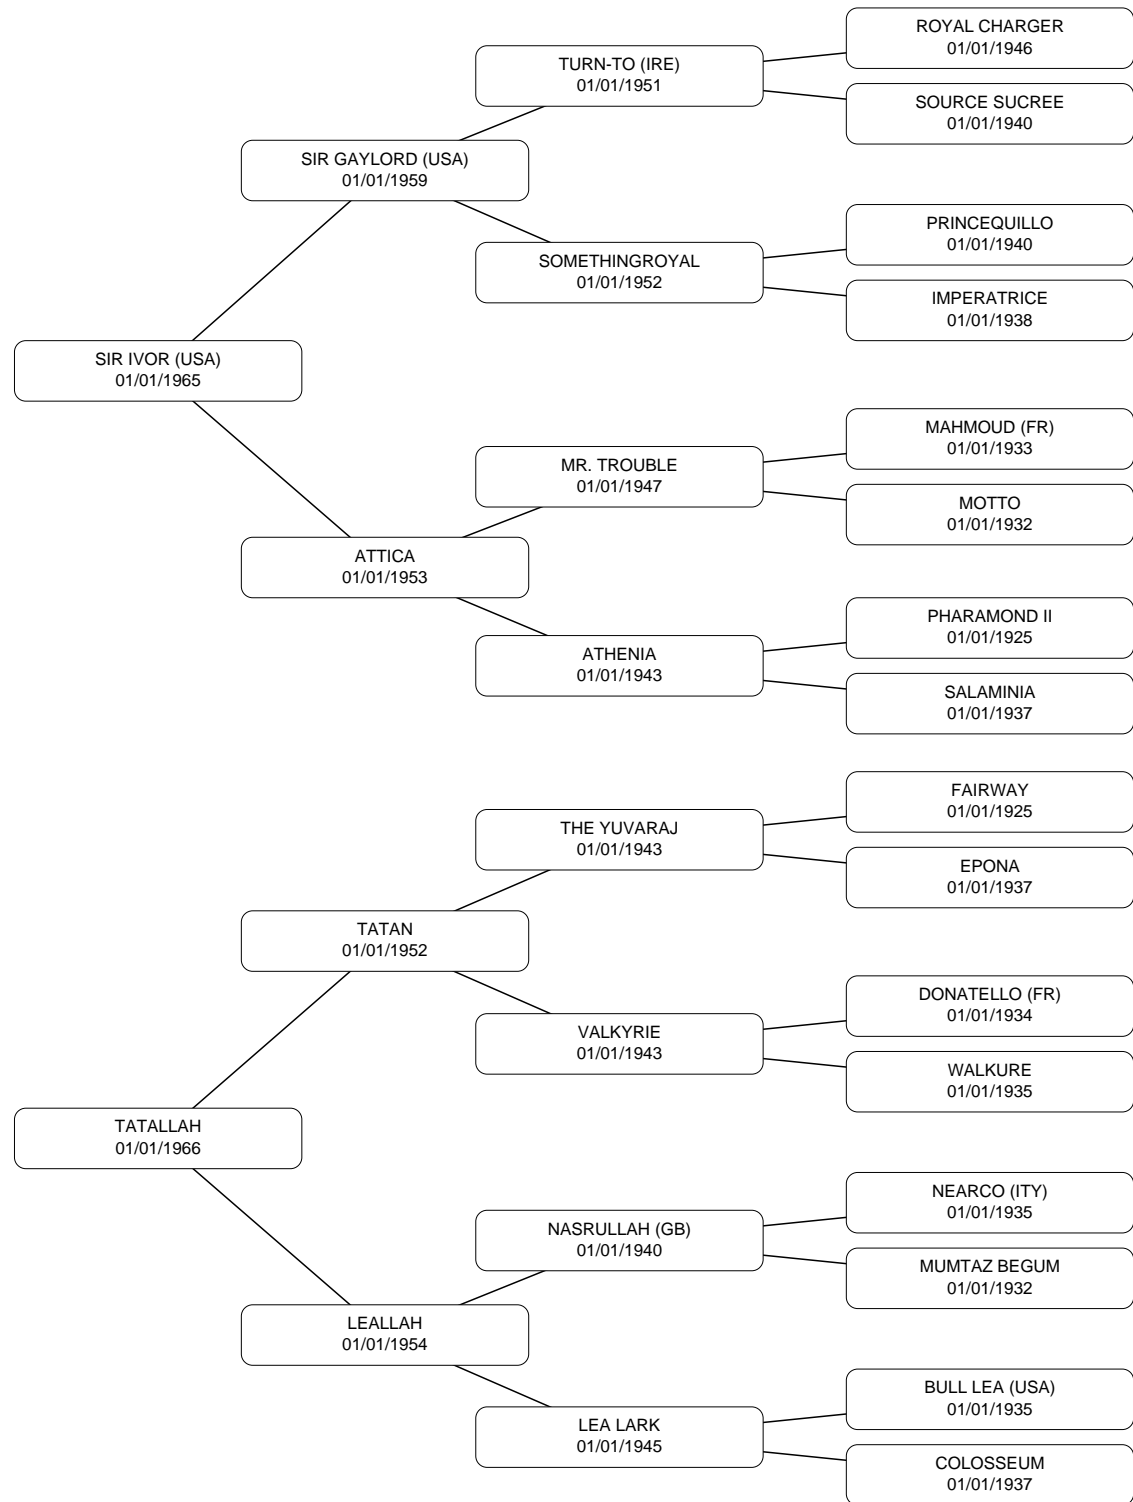 ROYAL CHARGER
01/01/1946
TURN-TO (IRE)
01/01/1951
SOURCE SUCREE
01/01/1940
SIR GAYLORD (USA)
01/01/1959
PRINCEQUILLO
01/01/1940
SOMETHINGROYAL
01/01/1952
IMPERATRICE
01/01/1938
SIR IVOR (USA)
01/01/1965
MAHMOUD (FR)
01/01/1933
MR. TROUBLE
01/01/1947
MOTTO
01/01/1932
ATTICA
01/01/1953
PHARAMOND II
01/01/1925
ATHENIA
01/01/1943
SALAMINIA
01/01/1937
FAIRWAY
01/01/1925
THE YUVARAJ
01/01/1943
EPONA
01/01/1937
TATAN
01/01/1952
DONATELLO (FR)
01/01/1934
VALKYRIE
01/01/1943
WALKURE
01/01/1935
TATALLAH
01/01/1966
NEARCO (ITY)
01/01/1935
NASRULLAH (GB)
01/01/1940
MUMTAZ BEGUM
01/01/1932
LEALLAH
01/01/1954
BULL LEA (USA)
01/01/1935
LEA LARK
01/01/1945
COLOSSEUM
01/01/1937